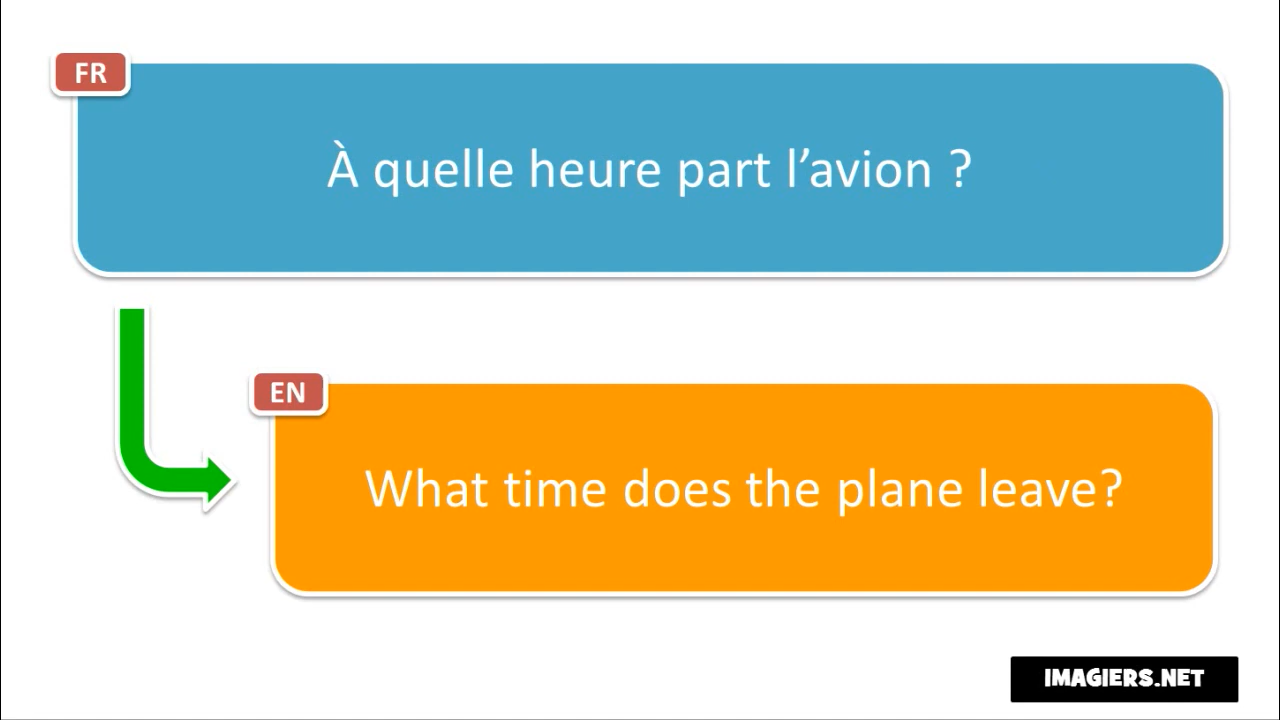 FR
À quelle heure part l’avion ?
EN
What time does the plane leave?
IMAGIERS.NET